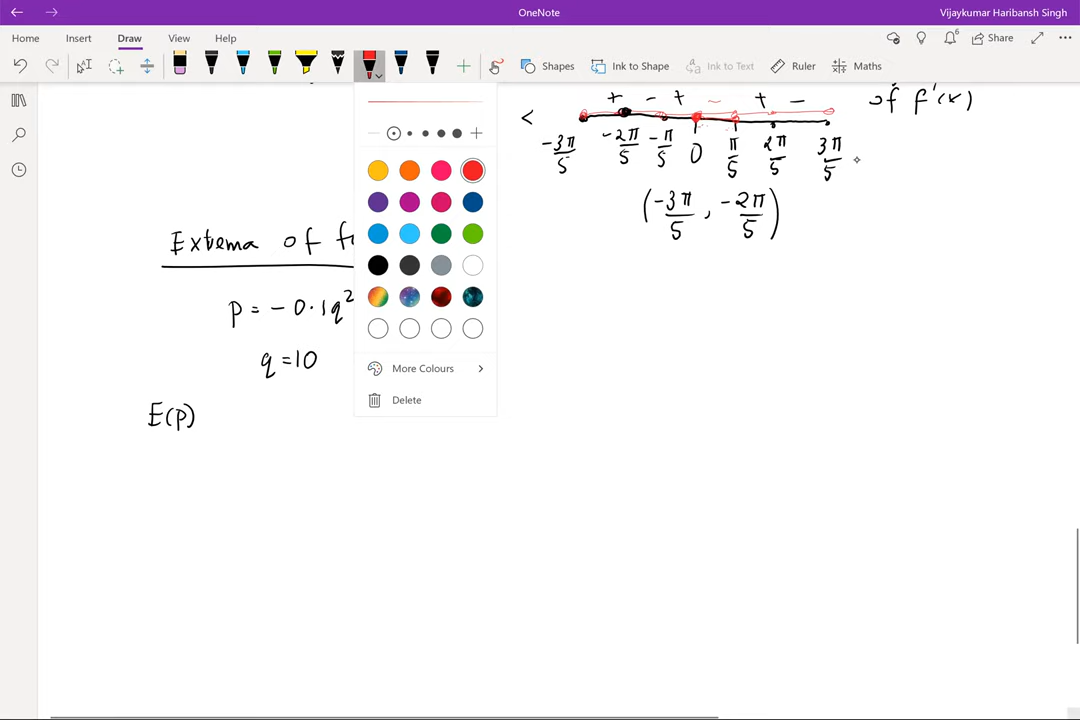 OneNote
Vijaykumar Haribansh Singh
Home Insert Draw View Help
6 Share
Shapes Ink to Shape Ink to Text Ruler Maths
+ - + - + - of f'(x)
<
-3π/5 -2π/5 -π/5 0 π/5 2π/5 3π/5
(-3π/5, -2π/5)
Extrema of f
p = -0.1q²
q = 10
E(p)
More Colours
Delete